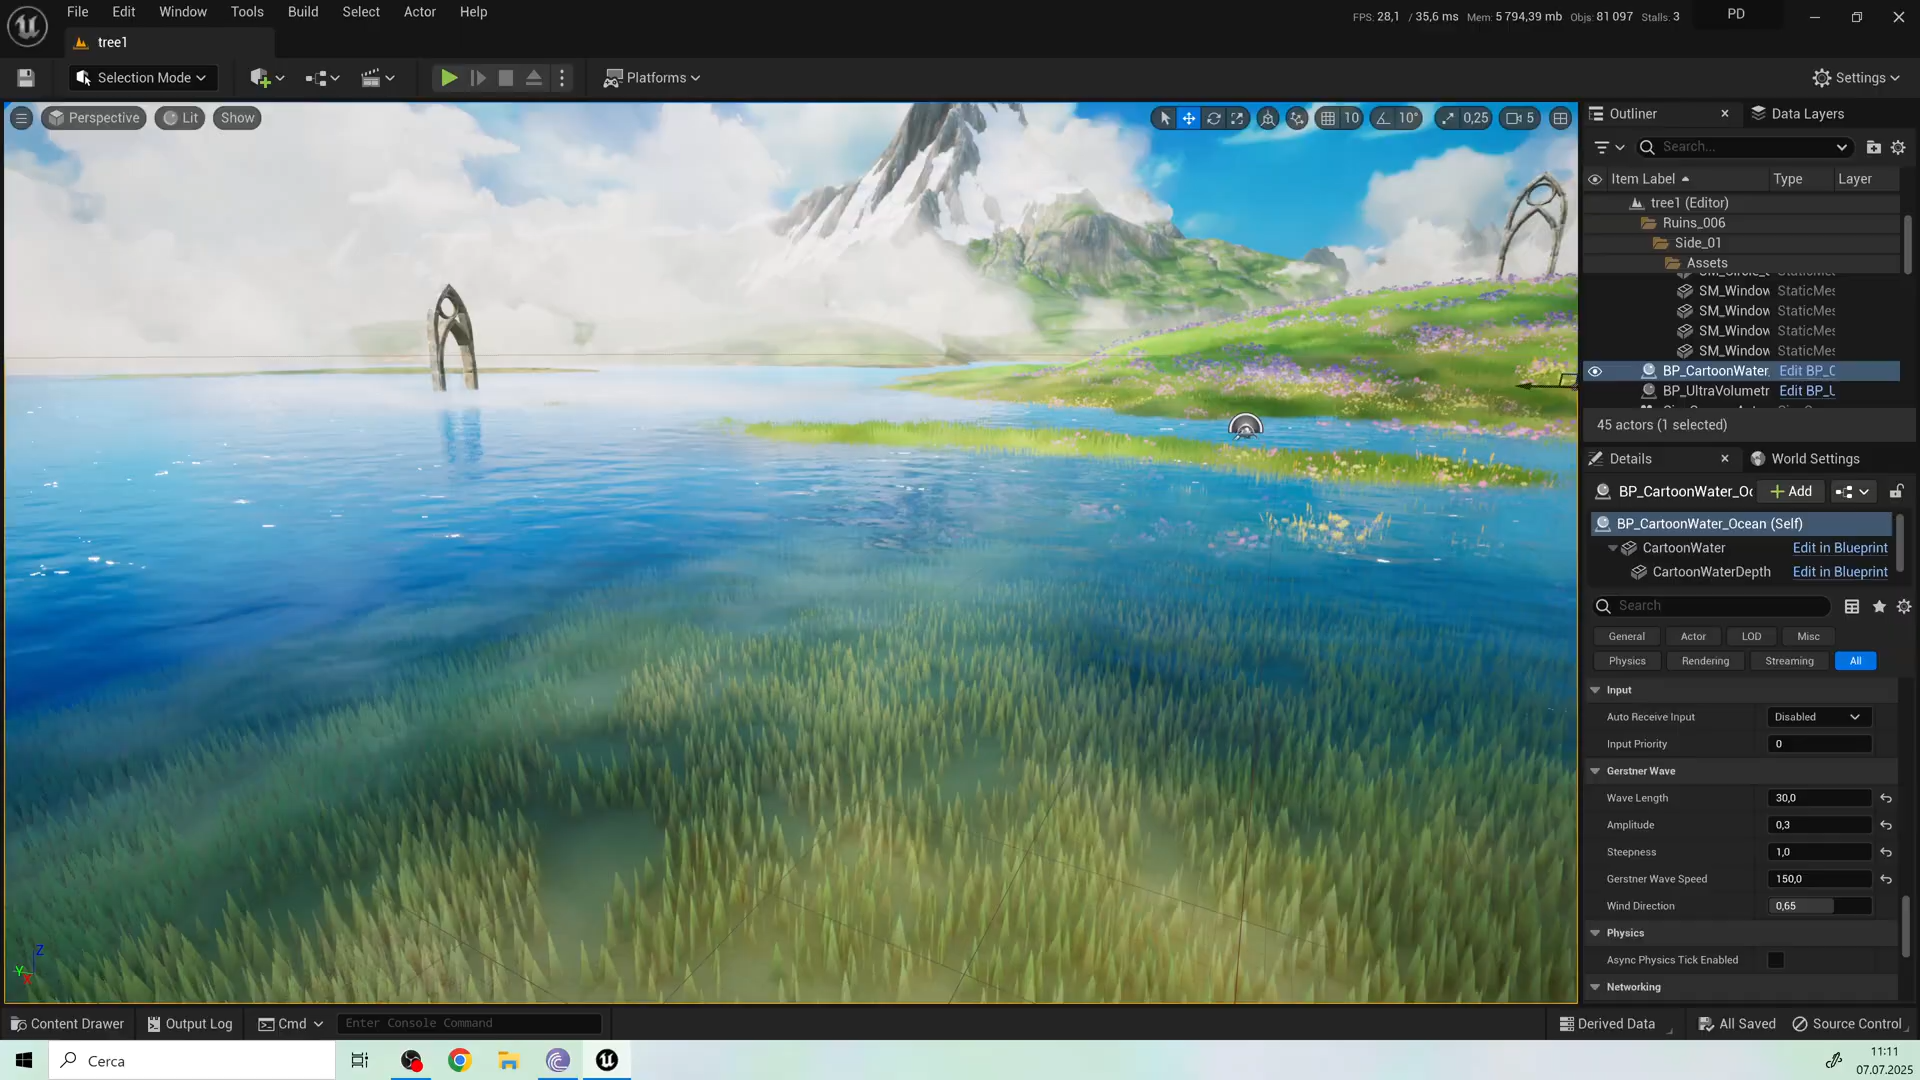 File Edit Window Tools Build Select Actor Help
FPS: 28,1 / 35,6 ms Mem: 5 794,39 mb Objs: 81 097 Stalls: 3
PD
tree1
Selection Mode
Platforms
Settings
Perspective Lit Show
10 10° 0,25 5
Outliner
Data Layers
Search...
Item Label Type Layer
tree1 (Editor)
Ruins_006
Side_01
Assets
SM_Window StaticMes
SM_Window StaticMes
SM_Window StaticMes
SM_Window StaticMes
BP_CartoonWater_ Edit BP_C
BP_UltraVolumetr Edit BP_U
45 actors (1 selected)
Details
World Settings
BP_CartoonWater_Oc
Add
BP_CartoonWater_Ocean (Self)
CartoonWater Edit in Blueprint
CartoonWaterDepth Edit in Blueprint
Search
General Actor LOD Misc
Physics Rendering Streaming All
Input
Auto Receive Input Disabled
Input Priority 0
Gerstner Wave
Wave Length 30,0
Amplitude 0,3
Steepness 1,0
Gerstner Wave Speed 150,0
Wind Direction 0,65
Physics
Async Physics Tick Enabled
Networking
Z
Y
X
Content Drawer Output Log Cmd Enter Console Command
Derived Data All Saved Source Control
Cerca
11:11
07.07.2025